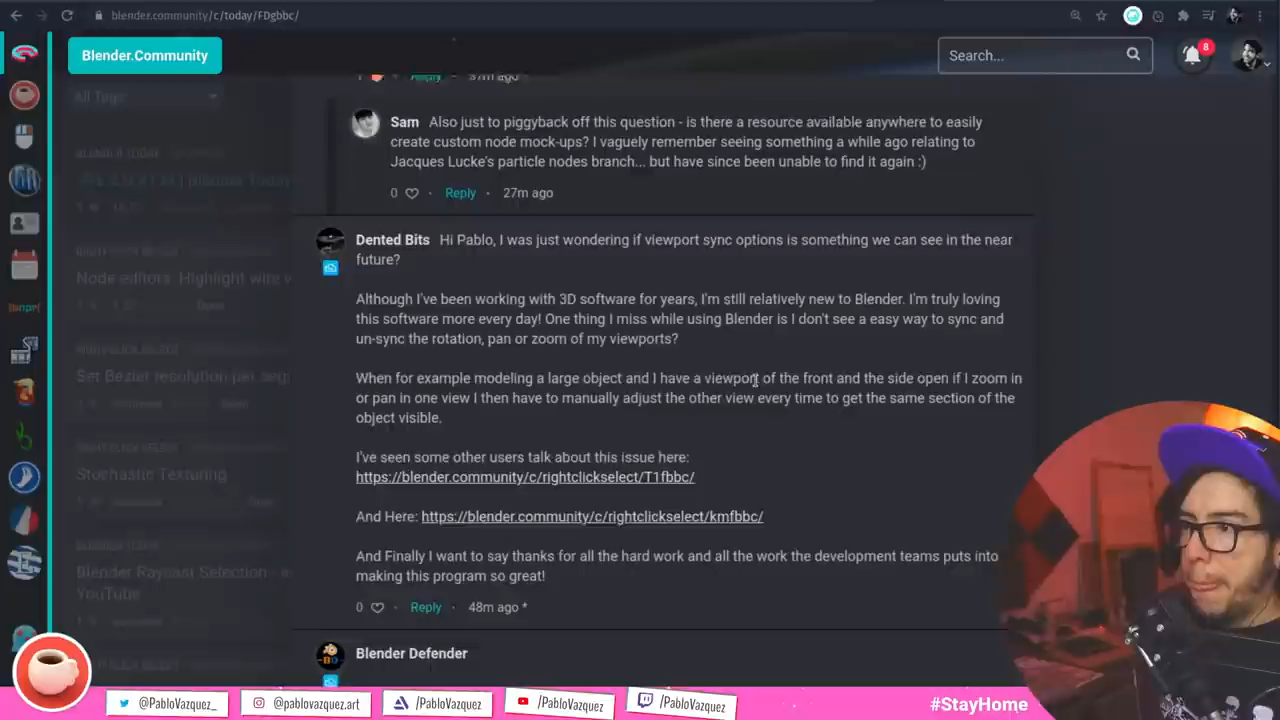 blender.community/c/today/FDgbbc/
Blender.Community
Search...
8
All Tags
Reply · 37m ago
Sam Also just to piggyback off this question - is there a resource available anywhere to easily
create custom node mock-ups? I vaguely remember seeing something a while ago relating to
Jacques Lucke's particle nodes branch... but have since been unable to find it again :)
0 · Reply · 27m ago
Node editors: Highlight wire
Set Bezier resolution per
Stochastic Texturing
Blender Raycast Selection -
YouTube
Dented Bits Hi Pablo, I was just wondering if viewport sync options is something we can see in the near
future?
Although I've been working with 3D software for years, I'm still relatively new to Blender. I'm truly loving
this software more every day! One thing I miss while using Blender is I don't see a easy way to sync and
un-sync the rotation, pan or zoom of my viewports?
When for example modeling a large object and I have a viewport of the front and the side open if I zoom in
or pan in one view I then have to manually adjust the other view every time to get the same section of the
object visible.
I've seen some other users talk about this issue here:
https://blender.community/c/rightclickselect/T1fbbc/
And Here: https://blender.community/c/rightclickselect/kmfbbc/
And Finally I want to say thanks for all the hard work and all the work the development teams puts into
making this program so great!
0 · Reply · 48m ago *
Blender Defender
@PabloVazquez_
@pablovazquez.art
/PabloVazquez
/PabloVazquez
/PabloVazquez
#StayHome